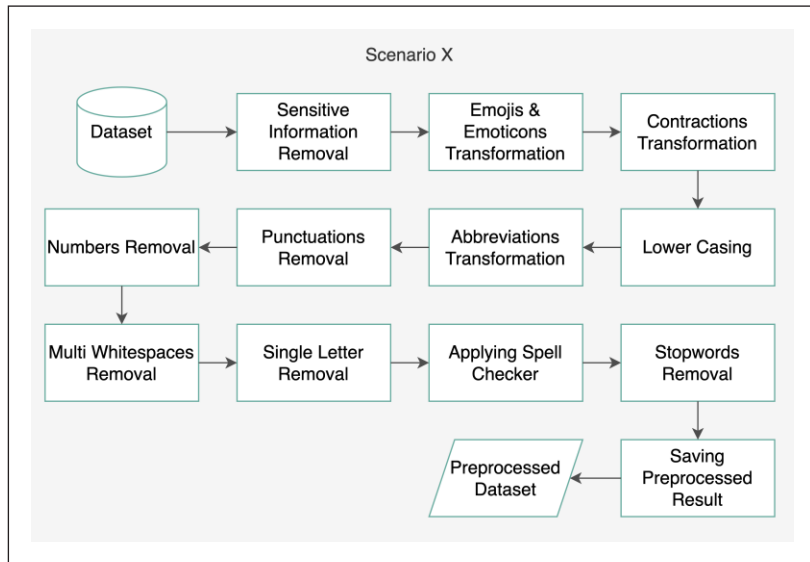 Scenario X
Dataset
Sensitive
Information
Removal
Emojis &
Emoticons
Transformation
Contractions
Transformation
Lower Casing
Abbreviations
Transformation
Punctuations
Removal
Numbers Removal
Multi Whitespaces
Removal
Single Letter
Removal
Applying Spell
Checker
Stopwords
Removal
Saving
Preprocessed
Result
Preprocessed
Dataset